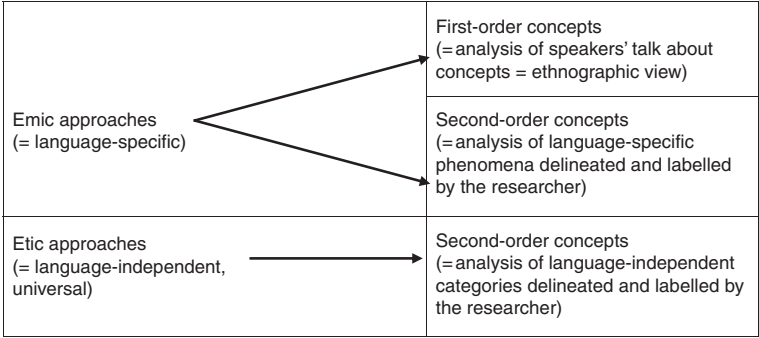 First-order concepts
(= analysis of speakers' talk about
concepts = ethnographic view)
Emic approaches
(= language-specific)
Second-order concepts
(= analysis of language-specific
phenomena delineated and labelled
by the researcher)
Etic approaches
(= language-independent,
universal)
Second-order concepts
(= analysis of language-independent
categories delineated and labelled by
the researcher)